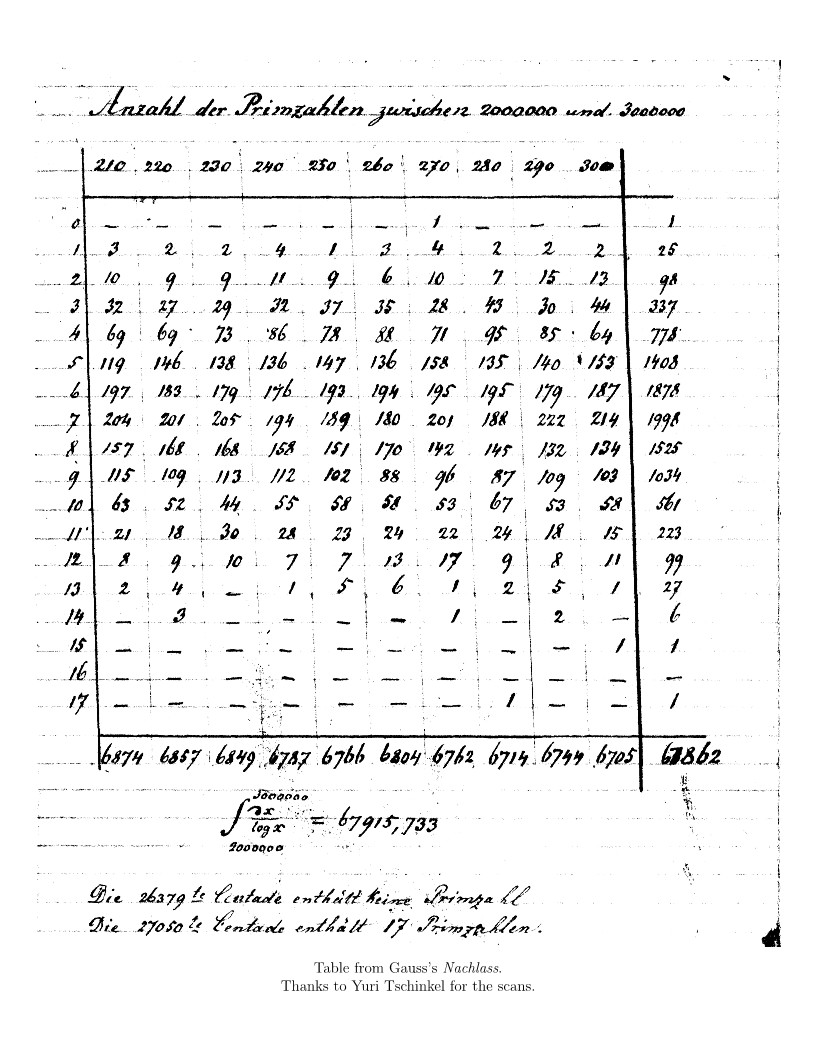 Anzahl der Primzahlen zwischen 2000000 und 3000000
210 220 230 240 250 260 270 280 290 300
0 — — — — — — 1 — — — 1
1 3 2 2 4 1 3 4 2 2 2 25
2 10 9 9 11 9 6 10 7 15 13 98
3 32 27 29 32 37 35 28 43 30 44 337
4 69 69 73 86 78 88 71 95 85 64 778
5 119 146 138 136 147 136 158 135 140 153 1408
6 197 183 179 176 193 194 195 195 179 187 1878
7 204 201 205 194 189 180 201 188 222 214 1998
8 157 168 168 158 151 170 142 145 132 134 1525
9 115 109 113 112 102 88 96 87 109 103 1034
10 63 52 44 55 58 58 53 67 53 58 561
11 21 18 30 28 23 24 22 24 18 15 223
12 8 9 10 7 7 13 17 9 8 11 99
13 2 4 — 1 5 6 1 2 5 1 27
14 — 3 — — — — 1 — 2 — 6
15 — — — — — — — — — 1 1
16 — — — — — — — — — — —
17 — — — — — — — 1 — — 1
6874 6857 6849 6787 6766 6804 6762 6714 6744 6705 67862
3000000
∫ ∂x / log x = 67915,733
2000000
Die 26379te Centade enthält keine Primzahl
Die 27050te Centade enthält 17 Primzahlen.
Table from Gauss's Nachlass.
Thanks to Yuri Tschinkel for the scans.